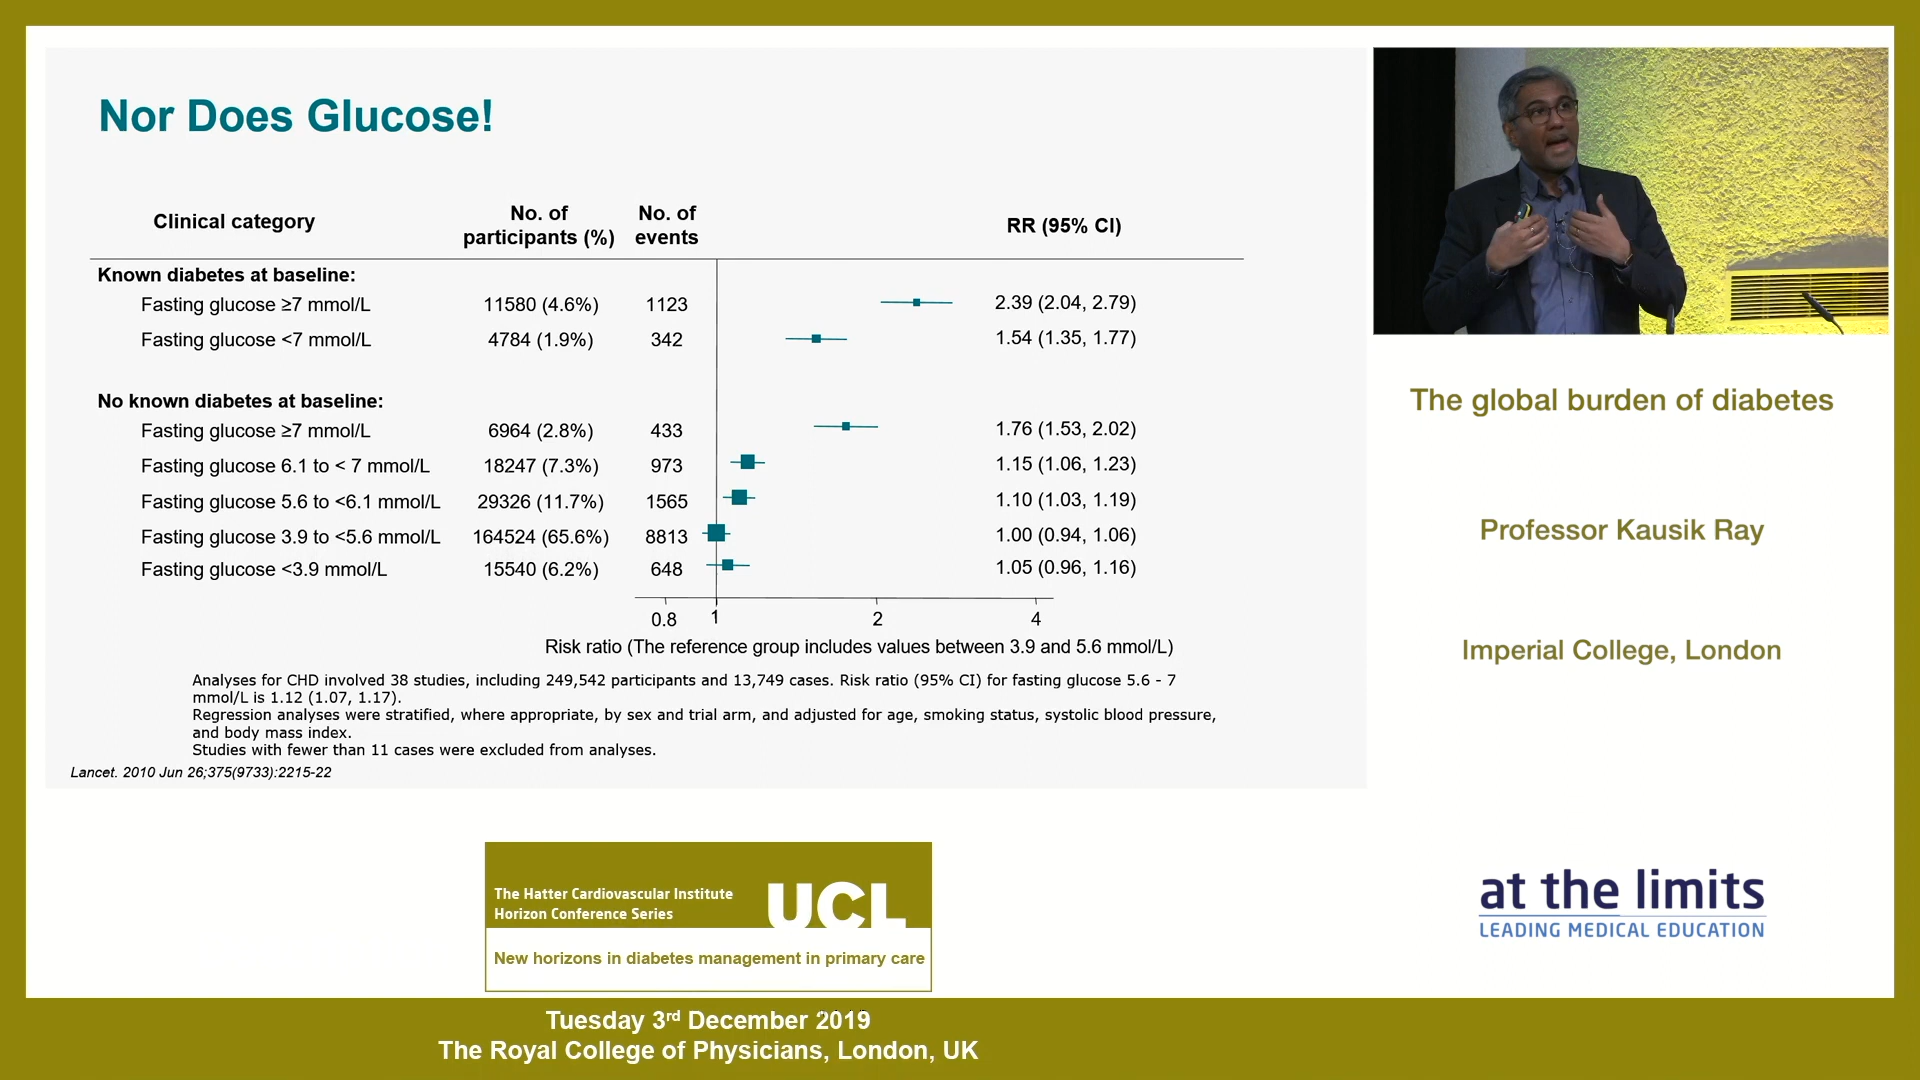 Nor Does Glucose!
Clinical category
No. of participants (%)
No. of events
RR (95% CI)
Known diabetes at baseline:
Fasting glucose ≥7 mmol/L 11580 (4.6%) 1123 2.39 (2.04, 2.79)
Fasting glucose <7 mmol/L 4784 (1.9%) 342 1.54 (1.35, 1.77)
No known diabetes at baseline:
Fasting glucose ≥7 mmol/L 6964 (2.8%) 433 1.76 (1.53, 2.02)
Fasting glucose 6.1 to < 7 mmol/L 18247 (7.3%) 973 1.15 (1.06, 1.23)
Fasting glucose 5.6 to <6.1 mmol/L 29326 (11.7%) 1565 1.10 (1.03, 1.19)
Fasting glucose 3.9 to <5.6 mmol/L 164524 (65.6%) 8813 1.00 (0.94, 1.06)
Fasting glucose <3.9 mmol/L 15540 (6.2%) 648 1.05 (0.96, 1.16)
0.8 1 2 4
Risk ratio (The reference group includes values between 3.9 and 5.6 mmol/L)
Analyses for CHD involved 38 studies, including 249,542 participants and 13,749 cases. Risk ratio (95% CI) for fasting glucose 5.6 - 7
mmol/L is 1.12 (1.07, 1.17).
Regression analyses were stratified, where appropriate, by sex and trial arm, and adjusted for age, smoking status, systolic blood pressure,
and body mass index.
Studies with fewer than 11 cases were excluded from analyses.
Lancet. 2010 Jun 26;375(9733):2215-22
The global burden of diabetes
Professor Kausik Ray
Imperial College, London
at the limits
LEADING MEDICAL EDUCATION
The Hatter Cardiovascular Institute
Horizon Conference Series
UCL
New horizons in diabetes management in primary care
Tuesday 3rd December 2019
The Royal College of Physicians, London, UK